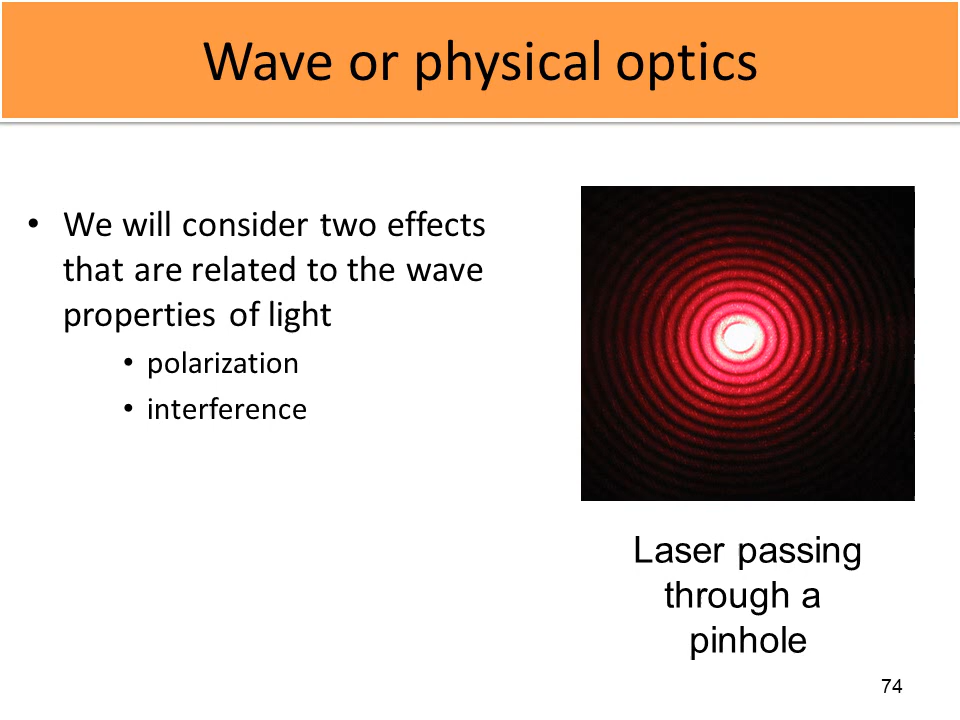 Wave or physical optics
• We will consider two effects
that are related to the wave
properties of light
• polarization
• interference
Laser passing
through a
pinhole
74